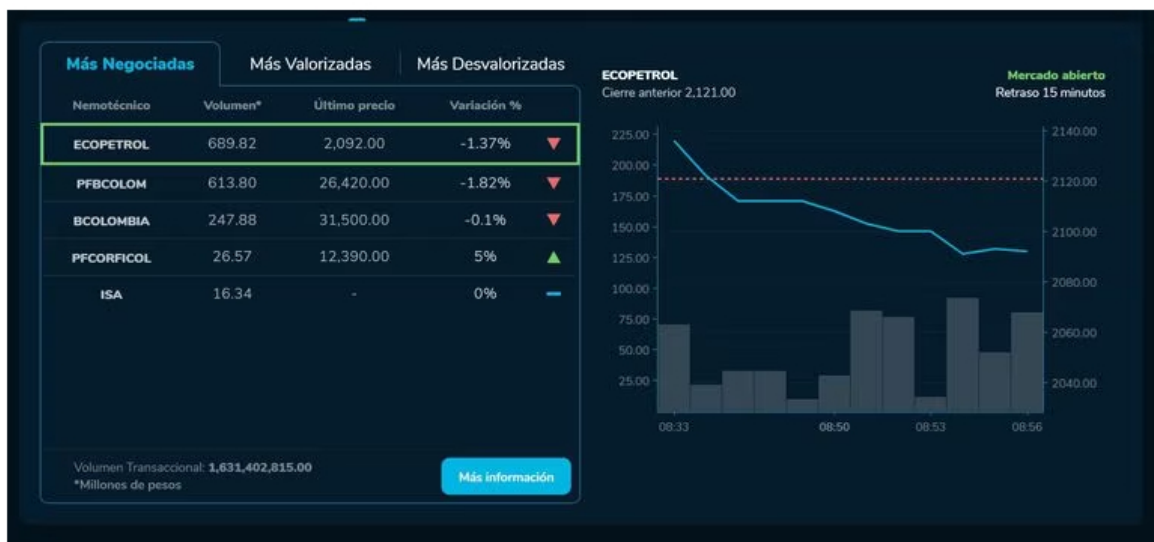 Más Negociadas Más Valorizadas Más Desvalorizadas
Nemotécnico Volumen* Último precio Variación %
ECOPETROL 689.82 2,092.00 -1.37%
PFBCOLOM 613.80 26,420.00 -1.82%
BCOLOMBIA 247.88 31,500.00 -0.1%
PFCORFICOL 26.57 12,390.00 5%
ISA 16.34 - 0%
Volumen Transaccional: 1,631,402,815.00
*Millones de pesos
Más información
ECOPETROL Mercado abierto
Cierre anterior 2,121.00 Retraso 15 minutos
225.00
200.00
175.00
150.00
125.00
100.00
75.00
50.00
25.00
2140.00
2120.00
2100.00
2080.00
2060.00
2040.00
08:33 08:50 08:53 08:56